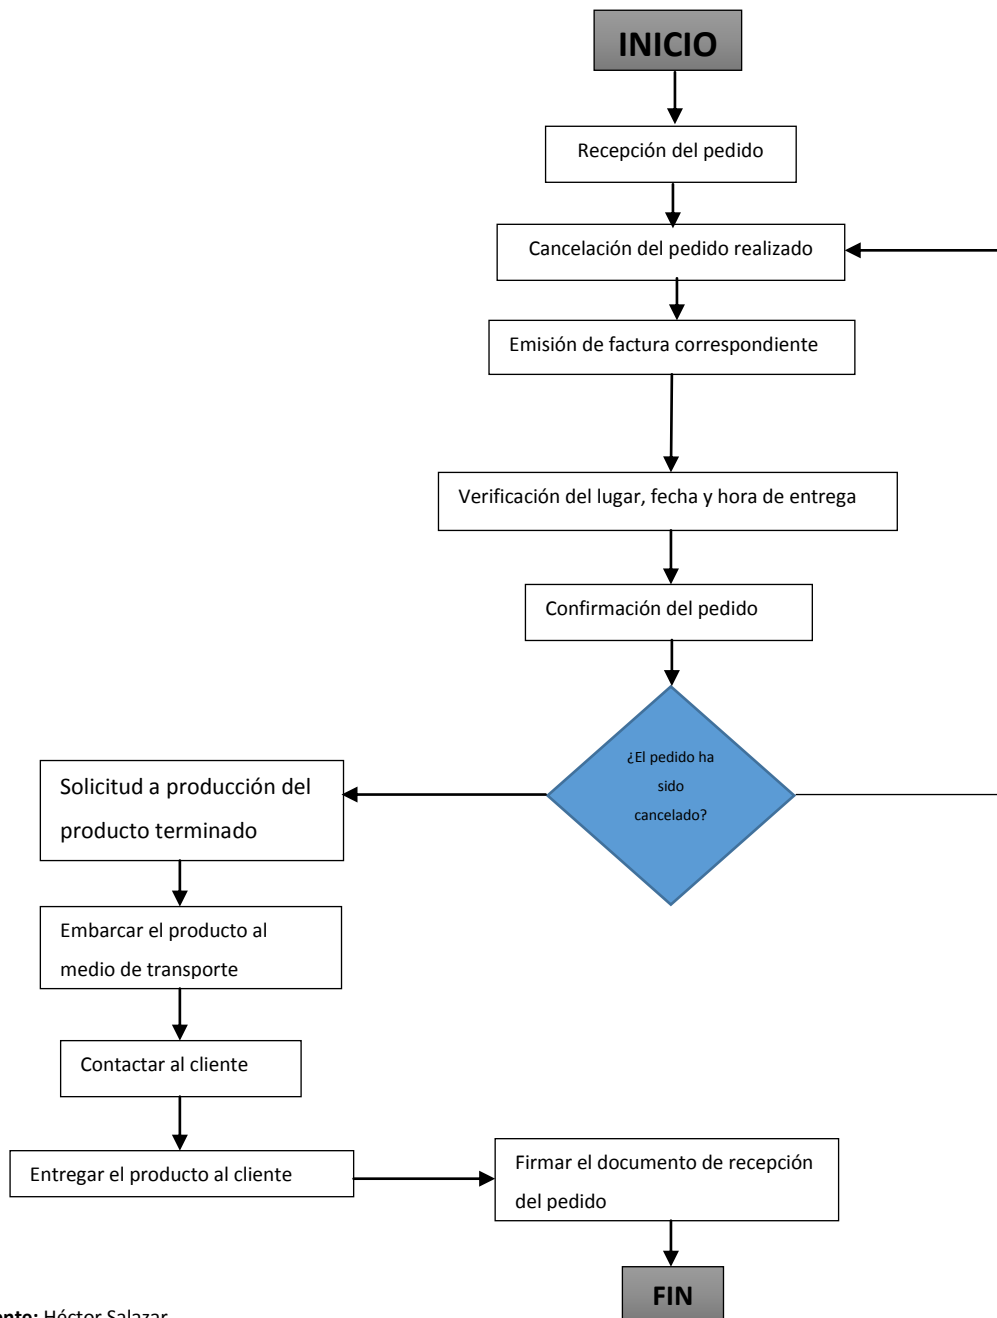 INICIO
Recepción del pedido
Cancelación del pedido realizado
Emisión de factura correspondiente
Verificación del lugar, fecha y hora de entrega
Confirmación del pedido
¿El pedido ha
sido
cancelado?
Solicitud a producción del
producto terminado
Embarcar el producto al
medio de transporte
Contactar al cliente
Entregar el producto al cliente
Firmar el documento de recepción
del pedido
FIN
Héctor Salazar